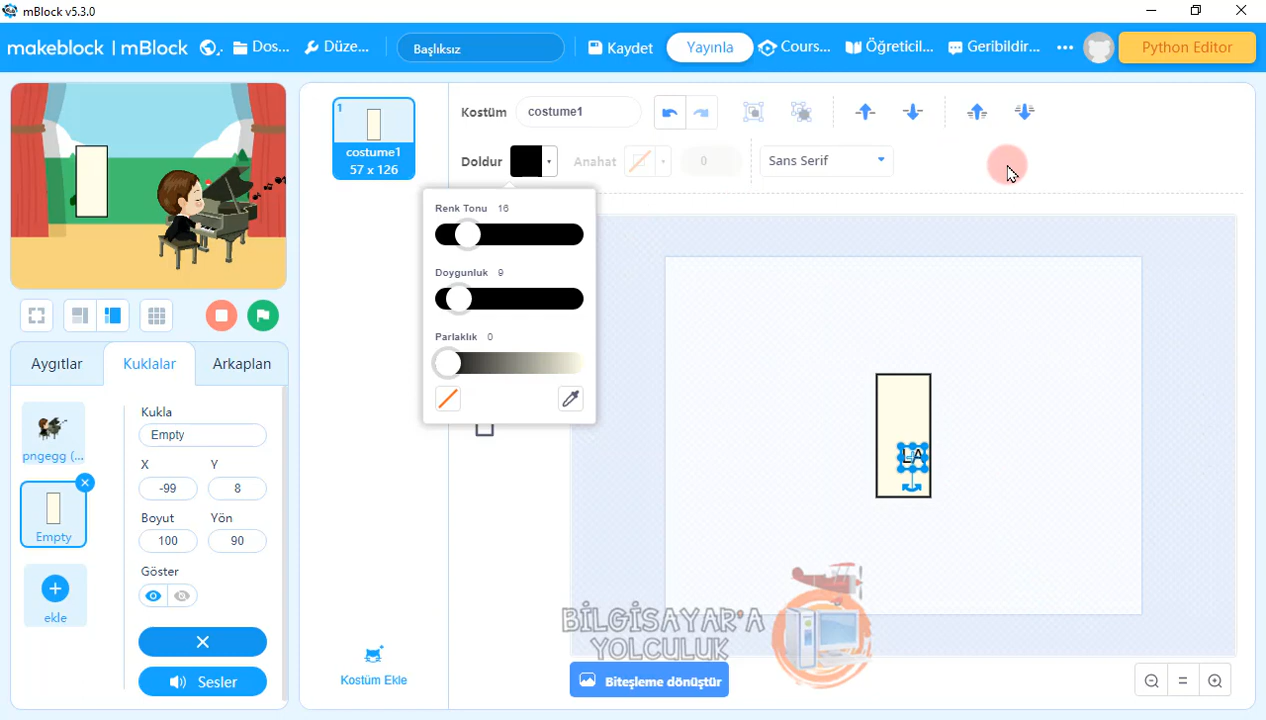 mBlock v5.3.0
makeblock | mBlock
Dos...
Düze...
Başlıksız
Kaydet
Yayınla
Cours...
Öğreticil...
Geribildir...
Python Editor
1
costume1
57 x 126
Kostüm
costume1
Doldur
Anahat
0
Sans Serif
Renk Tonu 16
Doygunluk 9
Parlaklık 0
LA
Aygıtlar
Kuklalar
Arkaplan
pngegg (...
Empty
ekle
Kukla
Empty
X
Y
-99
8
Boyut
Yön
100
90
Göster
Sesler
Kostüm Ekle
BİLGİSAYAR'A
YOLCULUK
Biteşleme dönüştür